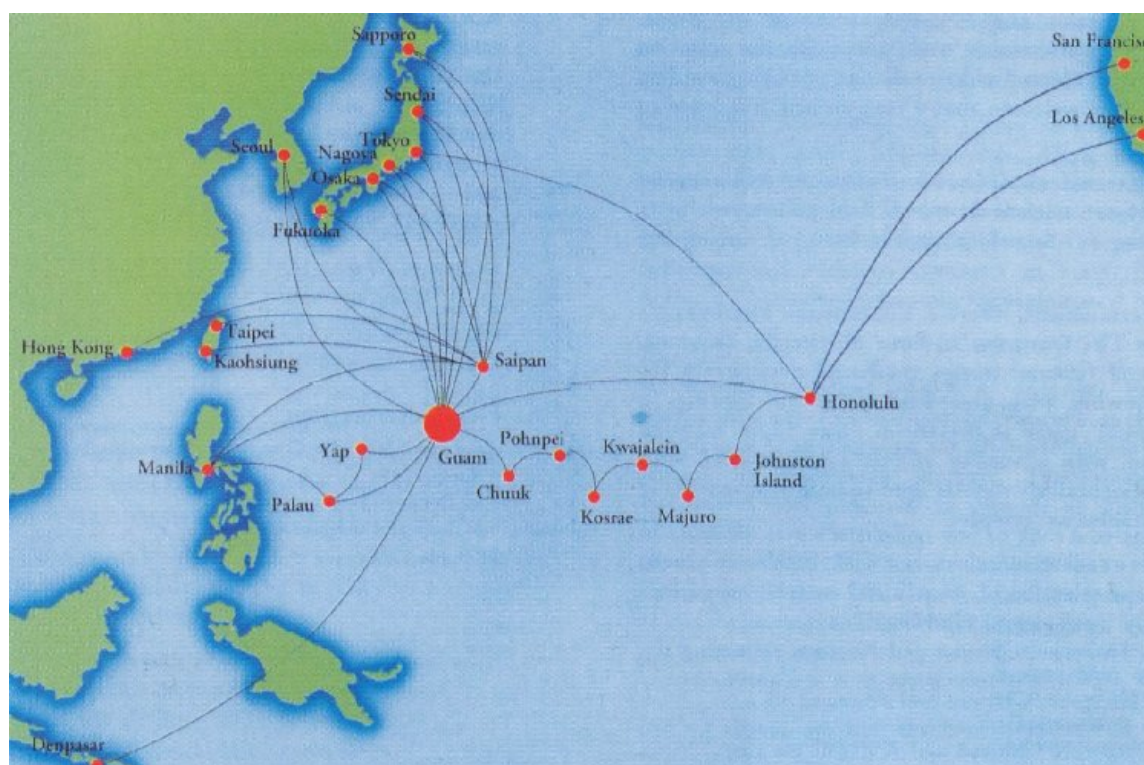 Sapporo
San Francisc
Sendai
Los Angeles
Tokyo
Seoul
Nagoya
Osaka
Fukuoka
Taipei
Hong Kong
Kaohsiung
Saipan
Honolulu
Pohnpei
Kwajalein
Yap
Guam
Manila
Johnston
Island
Chuuk
Palau
Kosrae
Majuro
Denpasar